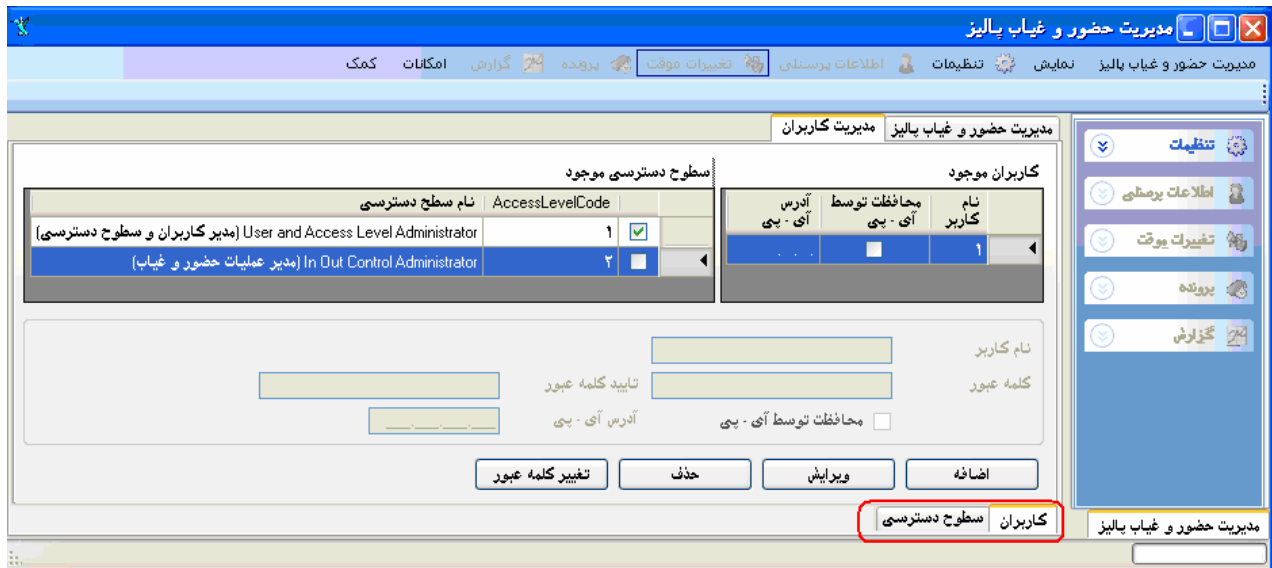 مدیریت حضور و غیاب پالیز
مدیریت حضور و غیاب پالیز نمایش تنظیمات اطلاعات پرسنلی تغییرات موقت پرونده گزارش امکانات کمک
تنظیمات
اطلاعات پرسنلی
تغییرات موقت
پرونده
گزارش
مدیریت حضور و غیاب پالیز
مدیریت حضور و غیاب پالیز مدیریت کاربران
کاربران موجود
نام کاربر محافظت توسط آی - پی آدرس آی - پی
۱ . . .
سطوح دسترسی موجود
AccessLevelCode نام سطح دسترسی
۱ User and Access Level Administrator (مدیر کاربران و سطوح دسترسی)
۲ In Out Control Administrator (مدیر عملیات حضور و غیاب)
نام کاربر
کلمه عبور تایید کلمه عبور
محافظت توسط آی - پی آدرس آی - پی ___.___.___.___
اضافه ویرایش حذف تغییر کلمه عبور
کاربران سطوح دسترسی